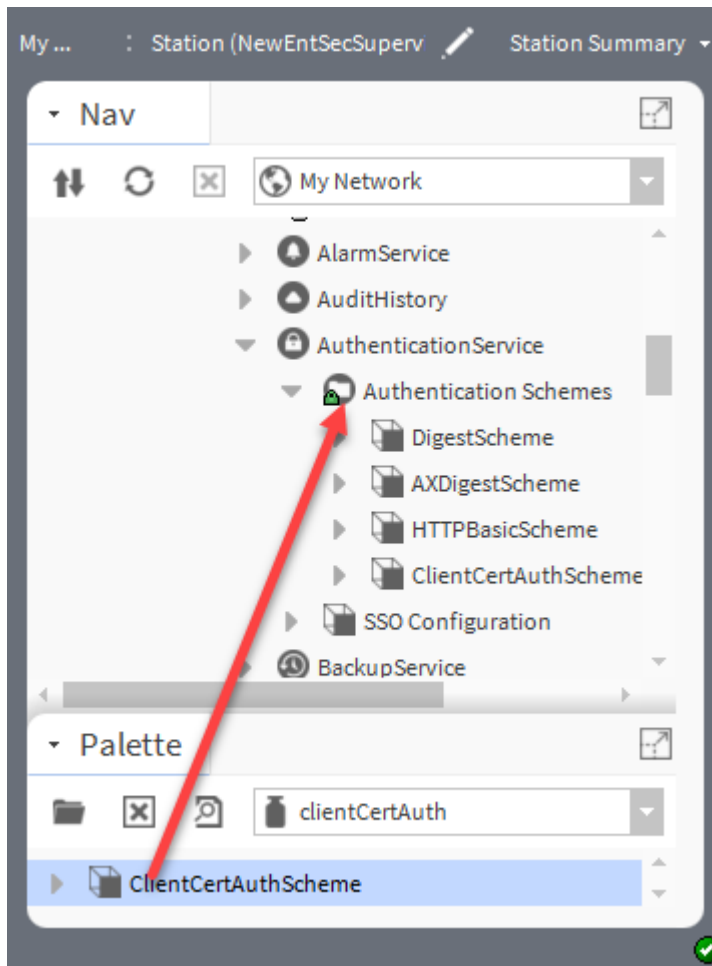 My ... : Station (NewEntSecSuperv Station Summary
Nav
My Network
AlarmService
AuditHistory
AuthenticationService
Authentication Schemes
DigestScheme
AXDigestScheme
HTTPBasicScheme
ClientCertAuthScheme
SSO Configuration
BackupService
Palette
clientCertAuth
ClientCertAuthScheme